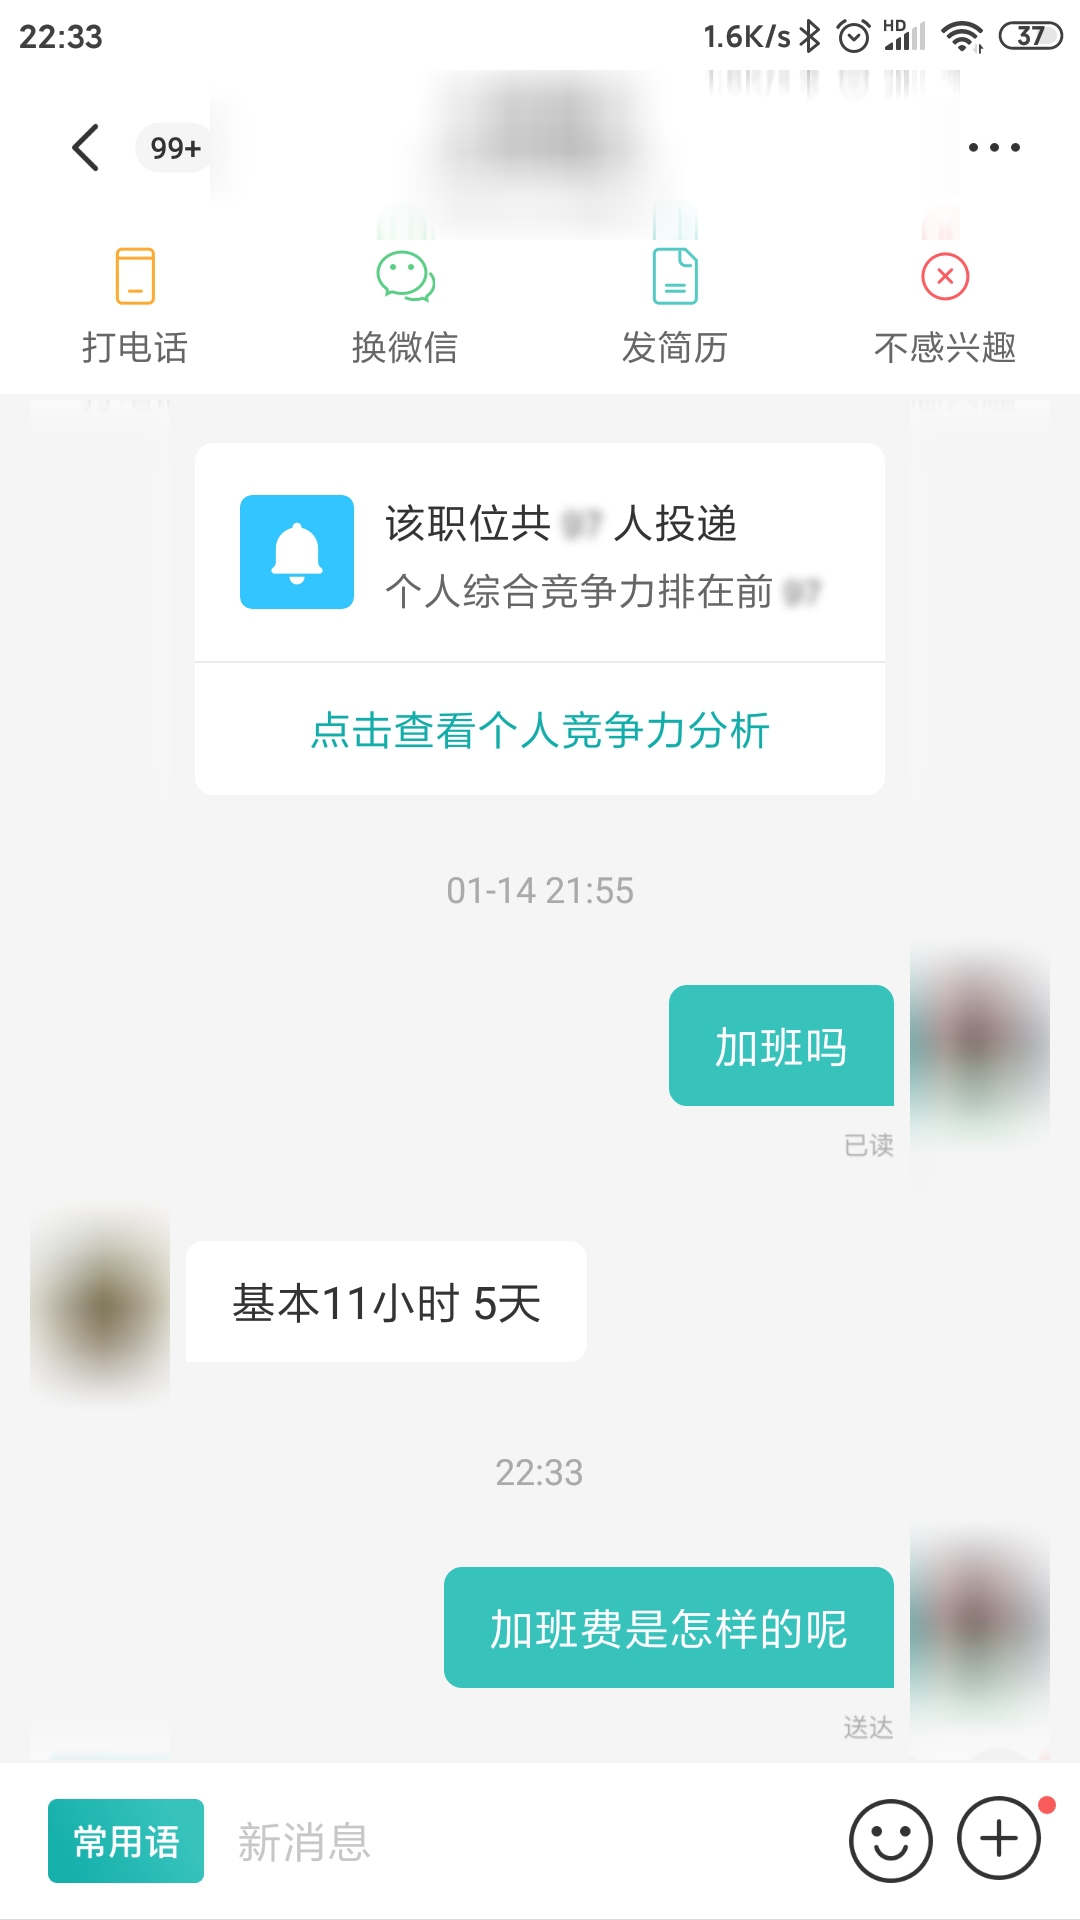 22:33 1.6K/s HD 37
99+
打电话 换微信 发简历 不感兴趣
该职位共 人投递
个人综合竞争力排在前
点击查看个人竞争力分析
01-14 21:55
加班吗
已读
基本11小时 5天
22:33
加班费是怎样的呢
送达
常用语 新消息